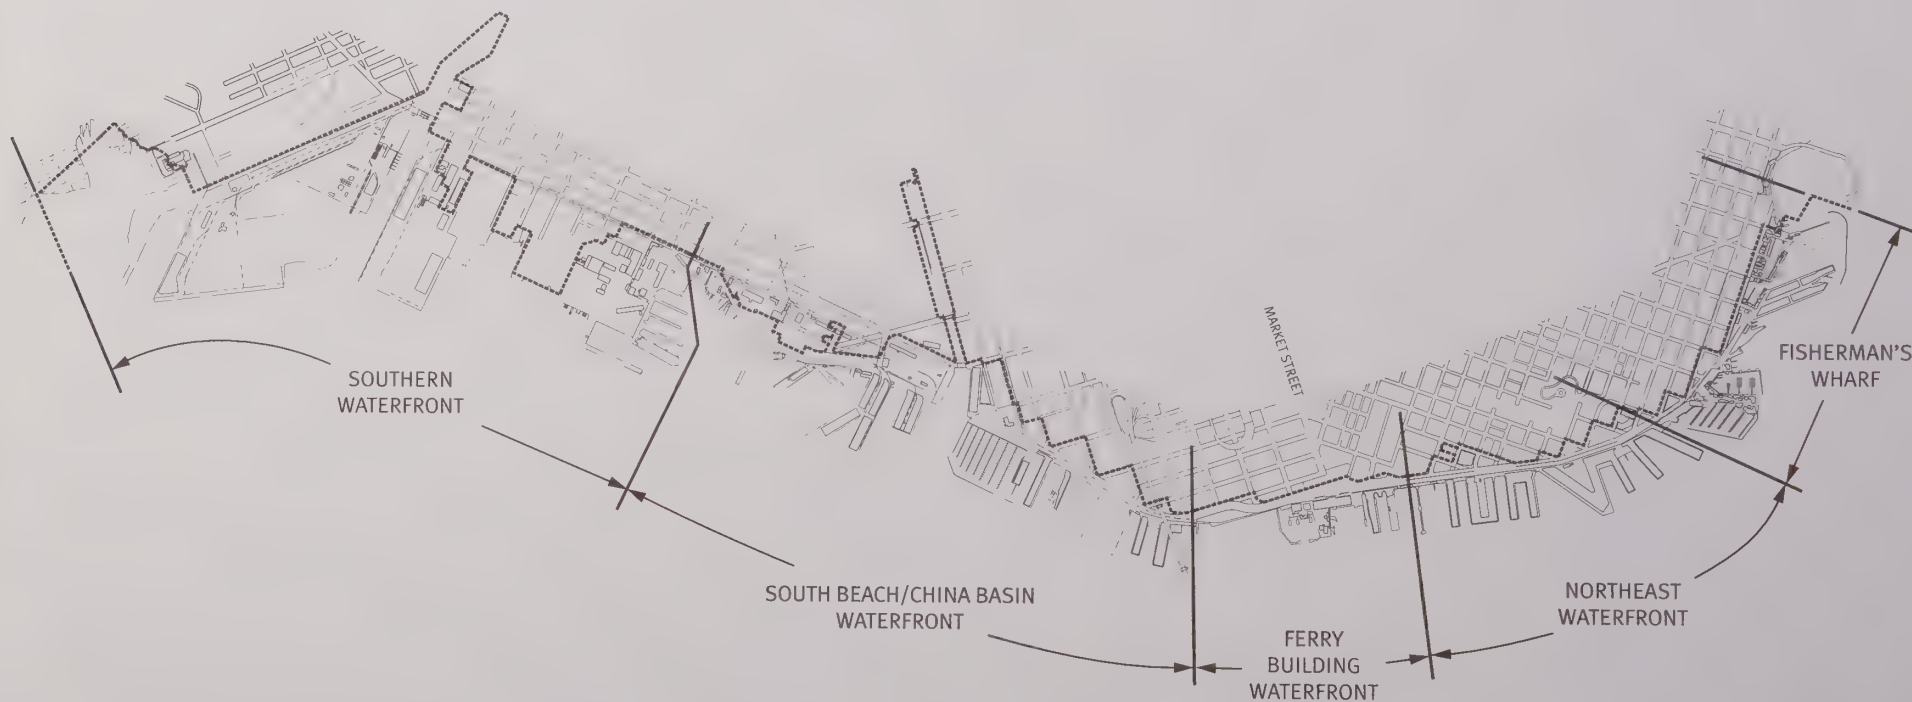 SOUTHERN
WATERFRONT
SOUTH BEACH/CHINA BASIN
WATERFRONT
FERRY
BUILDING
WATERFRONT
MARKET STREET
NORTHEAST
WATERFRONT
FISHERMAN'S
WHARF